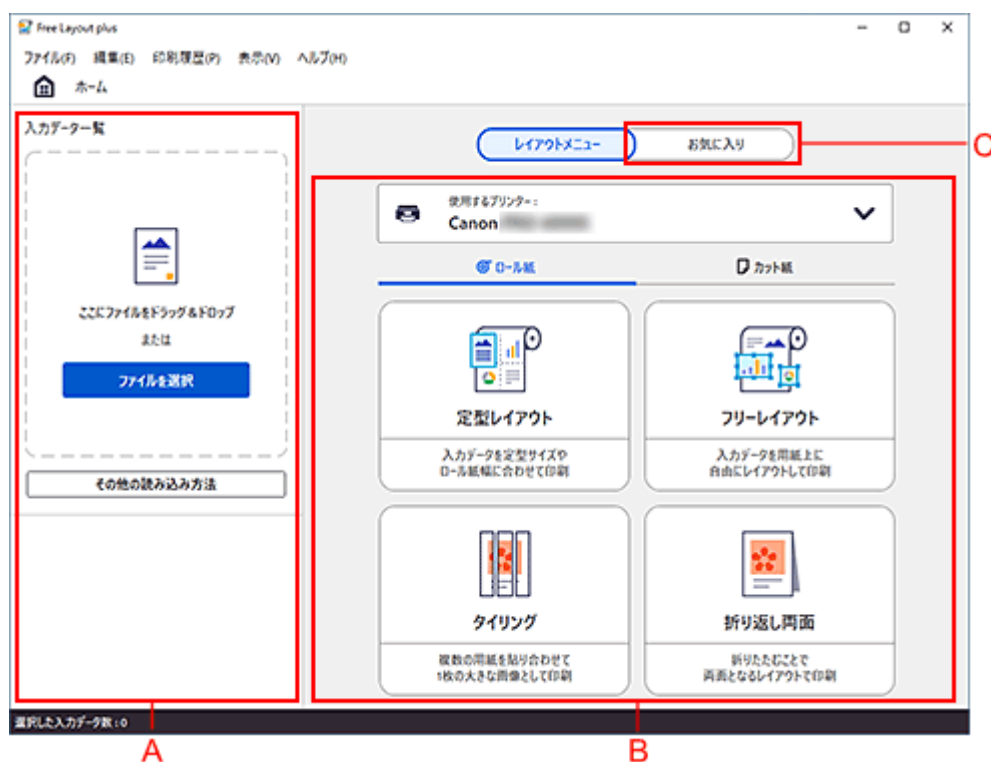 Free Layout plus
ファイル(F) 編集(E) 印刷履歴(P) 表示(V) ヘルプ(H)
ホーム
入力データ一覧
ここにファイルをドラッグ&ドロップ
または
ファイルを選択
その他の読み込み方法
レイアウトメニュー
お気に入り
C
使用するプリンター:
Canon
ロール紙
カット紙
定型レイアウト
入力データを定型サイズや
ロール紙幅に合わせて印刷
フリーレイアウト
入力データを用紙上に
自由にレイアウトして印刷
タイリング
複数の用紙を貼り合わせて
1枚の大きな画像として印刷
折り返し両面
折りたたむことで
両面となるレイアウトで印刷
選択した入力データ数:0
A
B